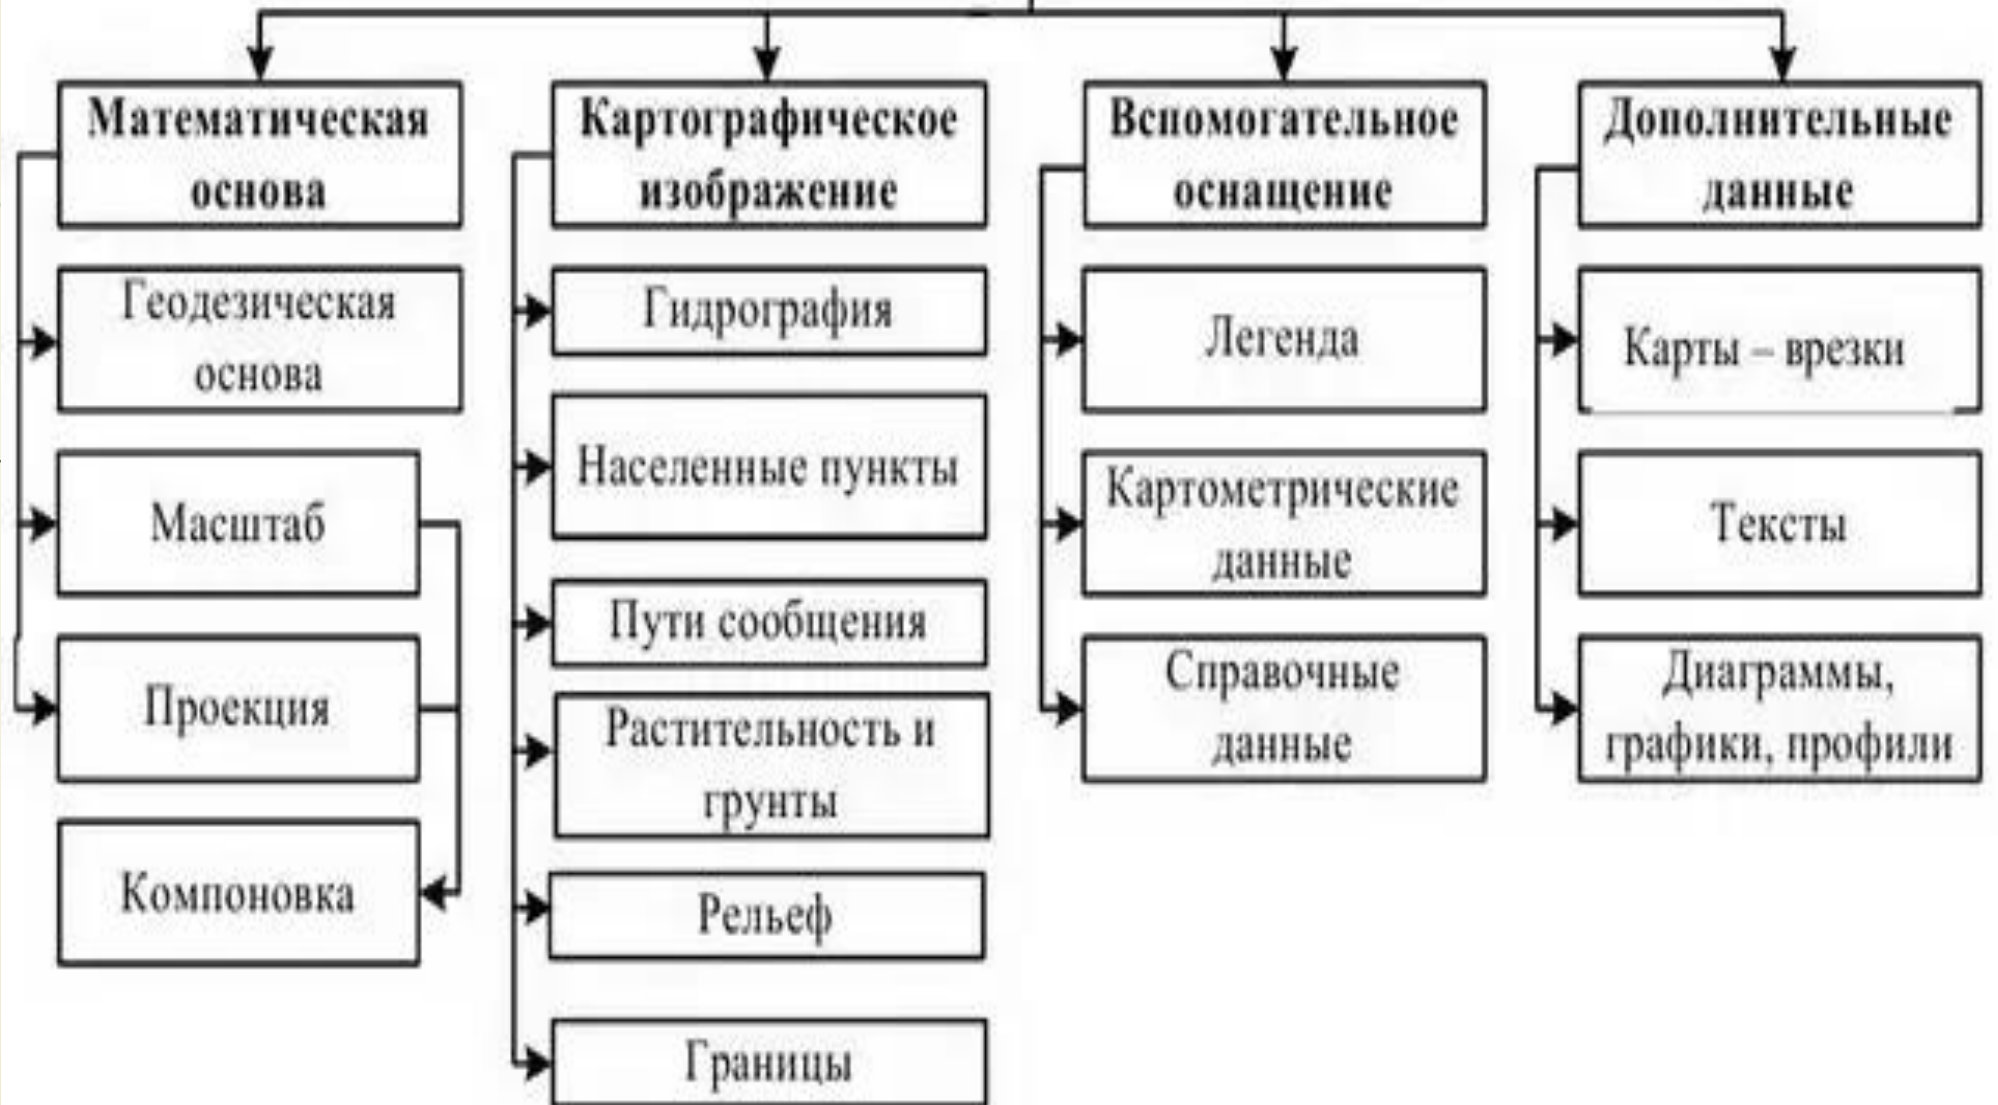 Математическая
основа
Геодезическая
основа
Масштаб
Проекция
Компоновка
Картографическое
изображение
Гидрография
Населенные пункты
Пути сообщения
Растительность и
грунты
Рельеф
Границы
Вспомогательное
оснащение
Легенда
Картометрические
данные
Справочные
данные
Дополнительные
данные
Карты – врезки
Тексты
Диаграммы,
графики, профили